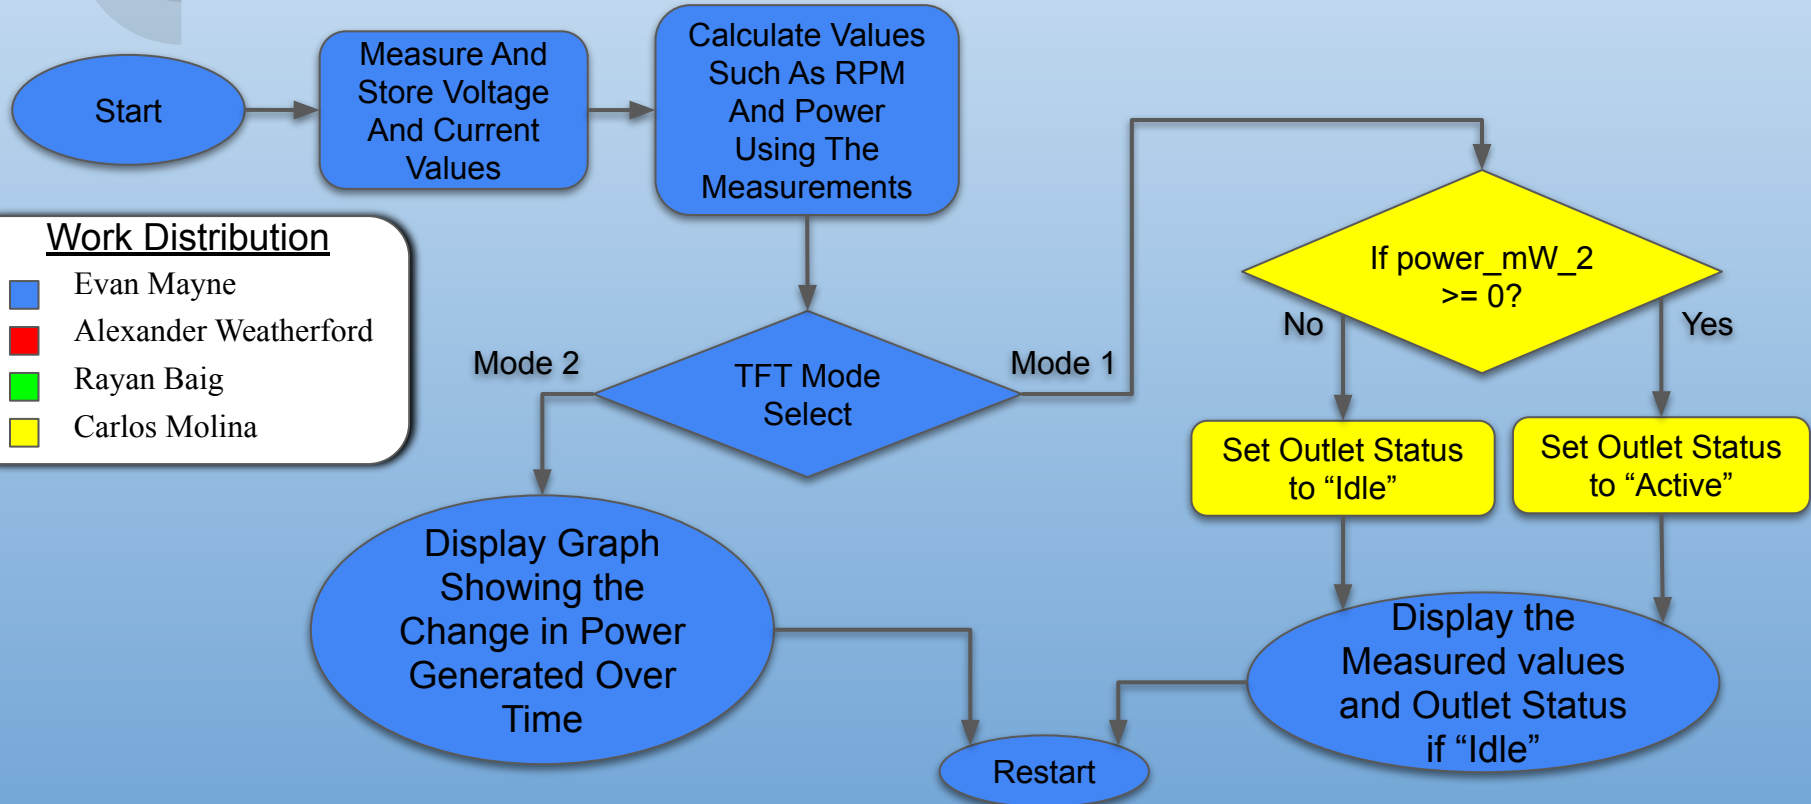 Start
Measure And
Store Voltage
And Current
Values
Calculate Values
Such As RPM
And Power
Using The
Measurements
Work Distribution
Evan Mayne
Alexander Weatherford
Rayan Baig
Carlos Molina
Mode 2
TFT Mode
Select
Mode 1
If power_mW_2
>= 0?
No
Yes
Set Outlet Status
to “Idle”
Set Outlet Status
to “Active”
Display Graph
Showing the
Change in Power
Generated Over
Time
Display the
Measured values
and Outlet Status
if “Idle”
Restart